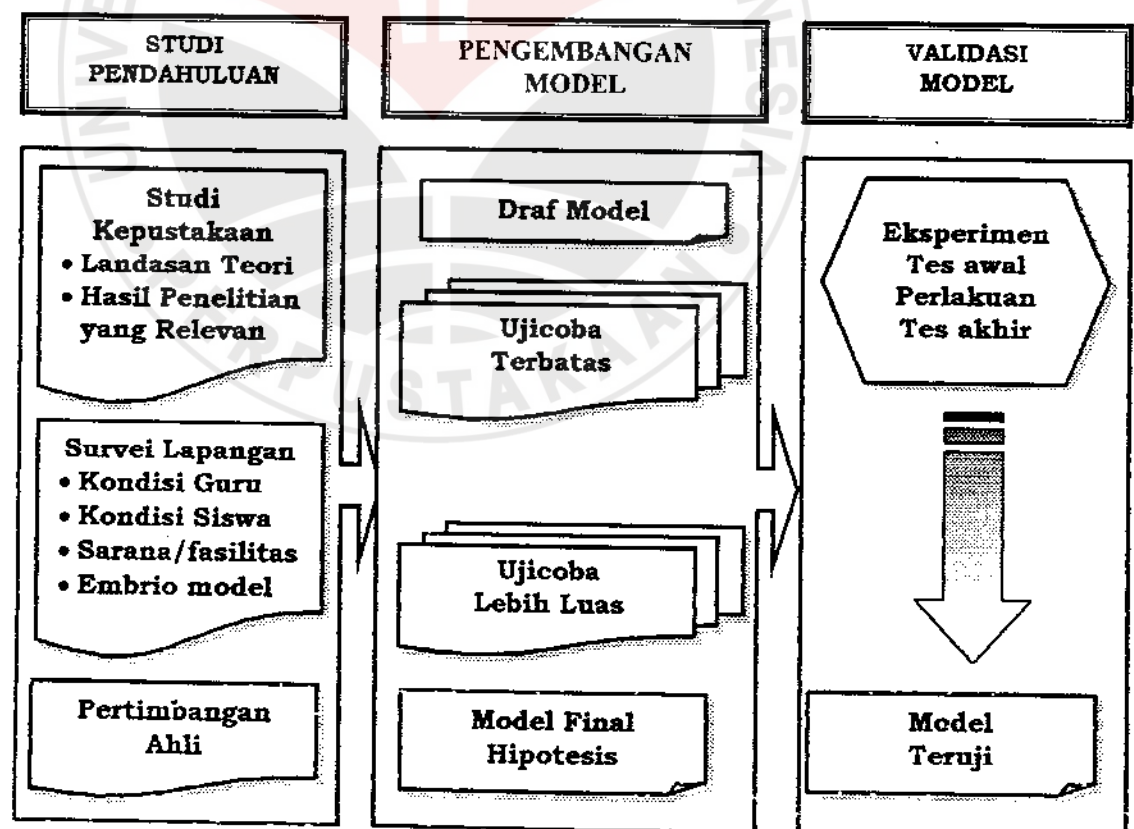 STUDI
PENDAHULUAN
PENGEMBANGAN
MODEL
VALIDASI
MODEL
Studi
Kepustakaan
• Landasan Teori
• Hasil Penelitian
yang Relevan
Survei Lapangan
• Kondisi Guru
• Kondisi Siswa
• Sarana/fasilitas
• Embrio model
Pertimbangan
Ahli
Draf Model
Ujicoba
Terbatas
Ujicoba
Lebih Luas
Model Final
Hipotesis
Eksperimen
Tes awal
Perlakuan
Tes akhir
Model
Teruji
PERPUSTAKAAN